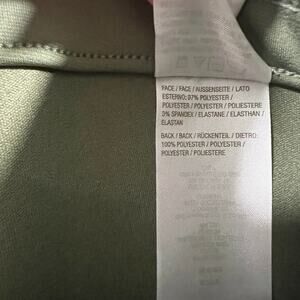 FACE / FACE / AUSSENSEITE / LATO
ESTERNO: 97% POLYESTER /
POLYESTER / POLYESTER / POLIESTERE
3% SPANDEX / ELASTANE / ELASTHAN /
ELASTAN
BACK / BACK / RÜCKENTEIL / DIETRO:
100% POLYESTER / POLYESTER /
POLYESTER / POLIESTERE